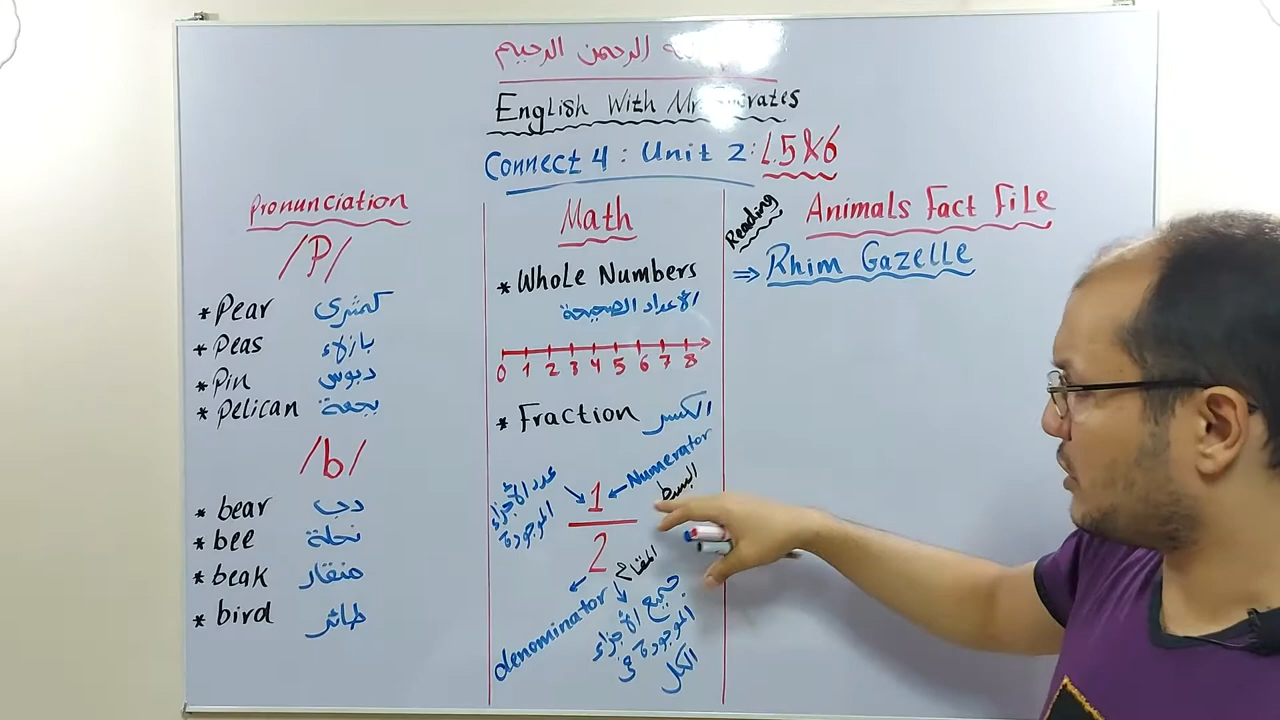 الرحمن الرحيم
English With Mr.
Connect 4 : Unit 2: L.5&6
Pronunciation
/P/
* Pear كمثرى
* Peas بازلاء
* Pin دبوس
* Pelican بجعة
/b/
* bear دب
* bee نحلة
* beak منقار
* bird طائر
Math
* Whole Numbers
الأعداد الصحيحة
0 1 2 3 4 5 6 7 8
* Fraction الكسر
Numerator
البسط
عدد الأجزاء
الموجودة
1
2
denominator
جميع الأجزاء
الموجودة في
الكل
Reading
Animals Fact File
⇒ Rhim Gazelle